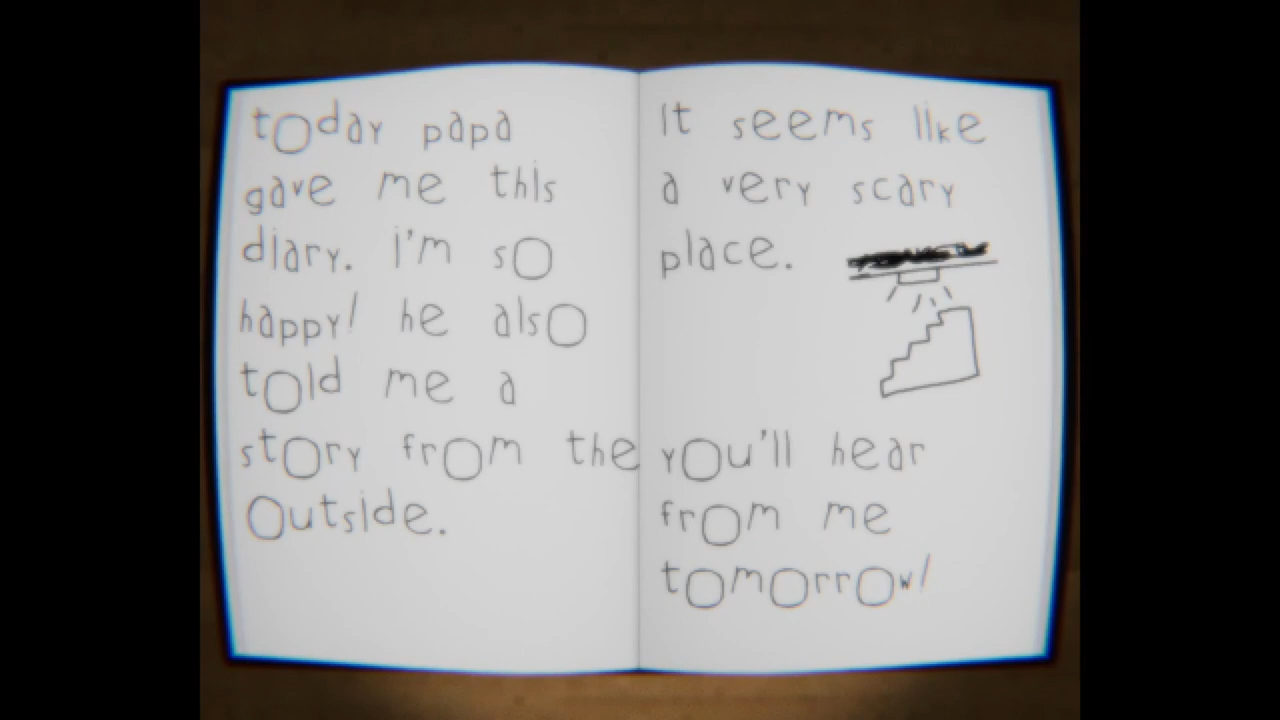 today papa
gave me this
diary. i'm so
happy! he also
told me a
story from the
outside.
it seems like
a very scary
place.
you'll hear
from me
tomorrow!